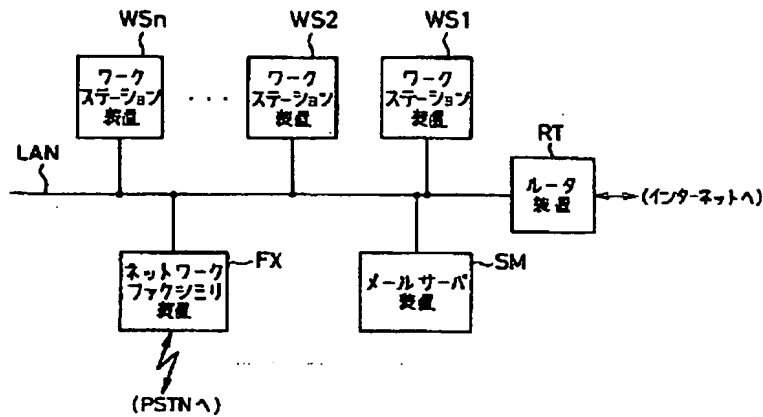 WSn
WS2
WS1
ワーク
ステーション
装置
・・・
ワーク
ステーション
装置
ワーク
ステーション
装置
LAN
RT
ルータ
装置
(インターネットへ)
ネットワーク
ファクシミリ
装置
FX
メールサーバ
装置
SM
(PSTNへ)